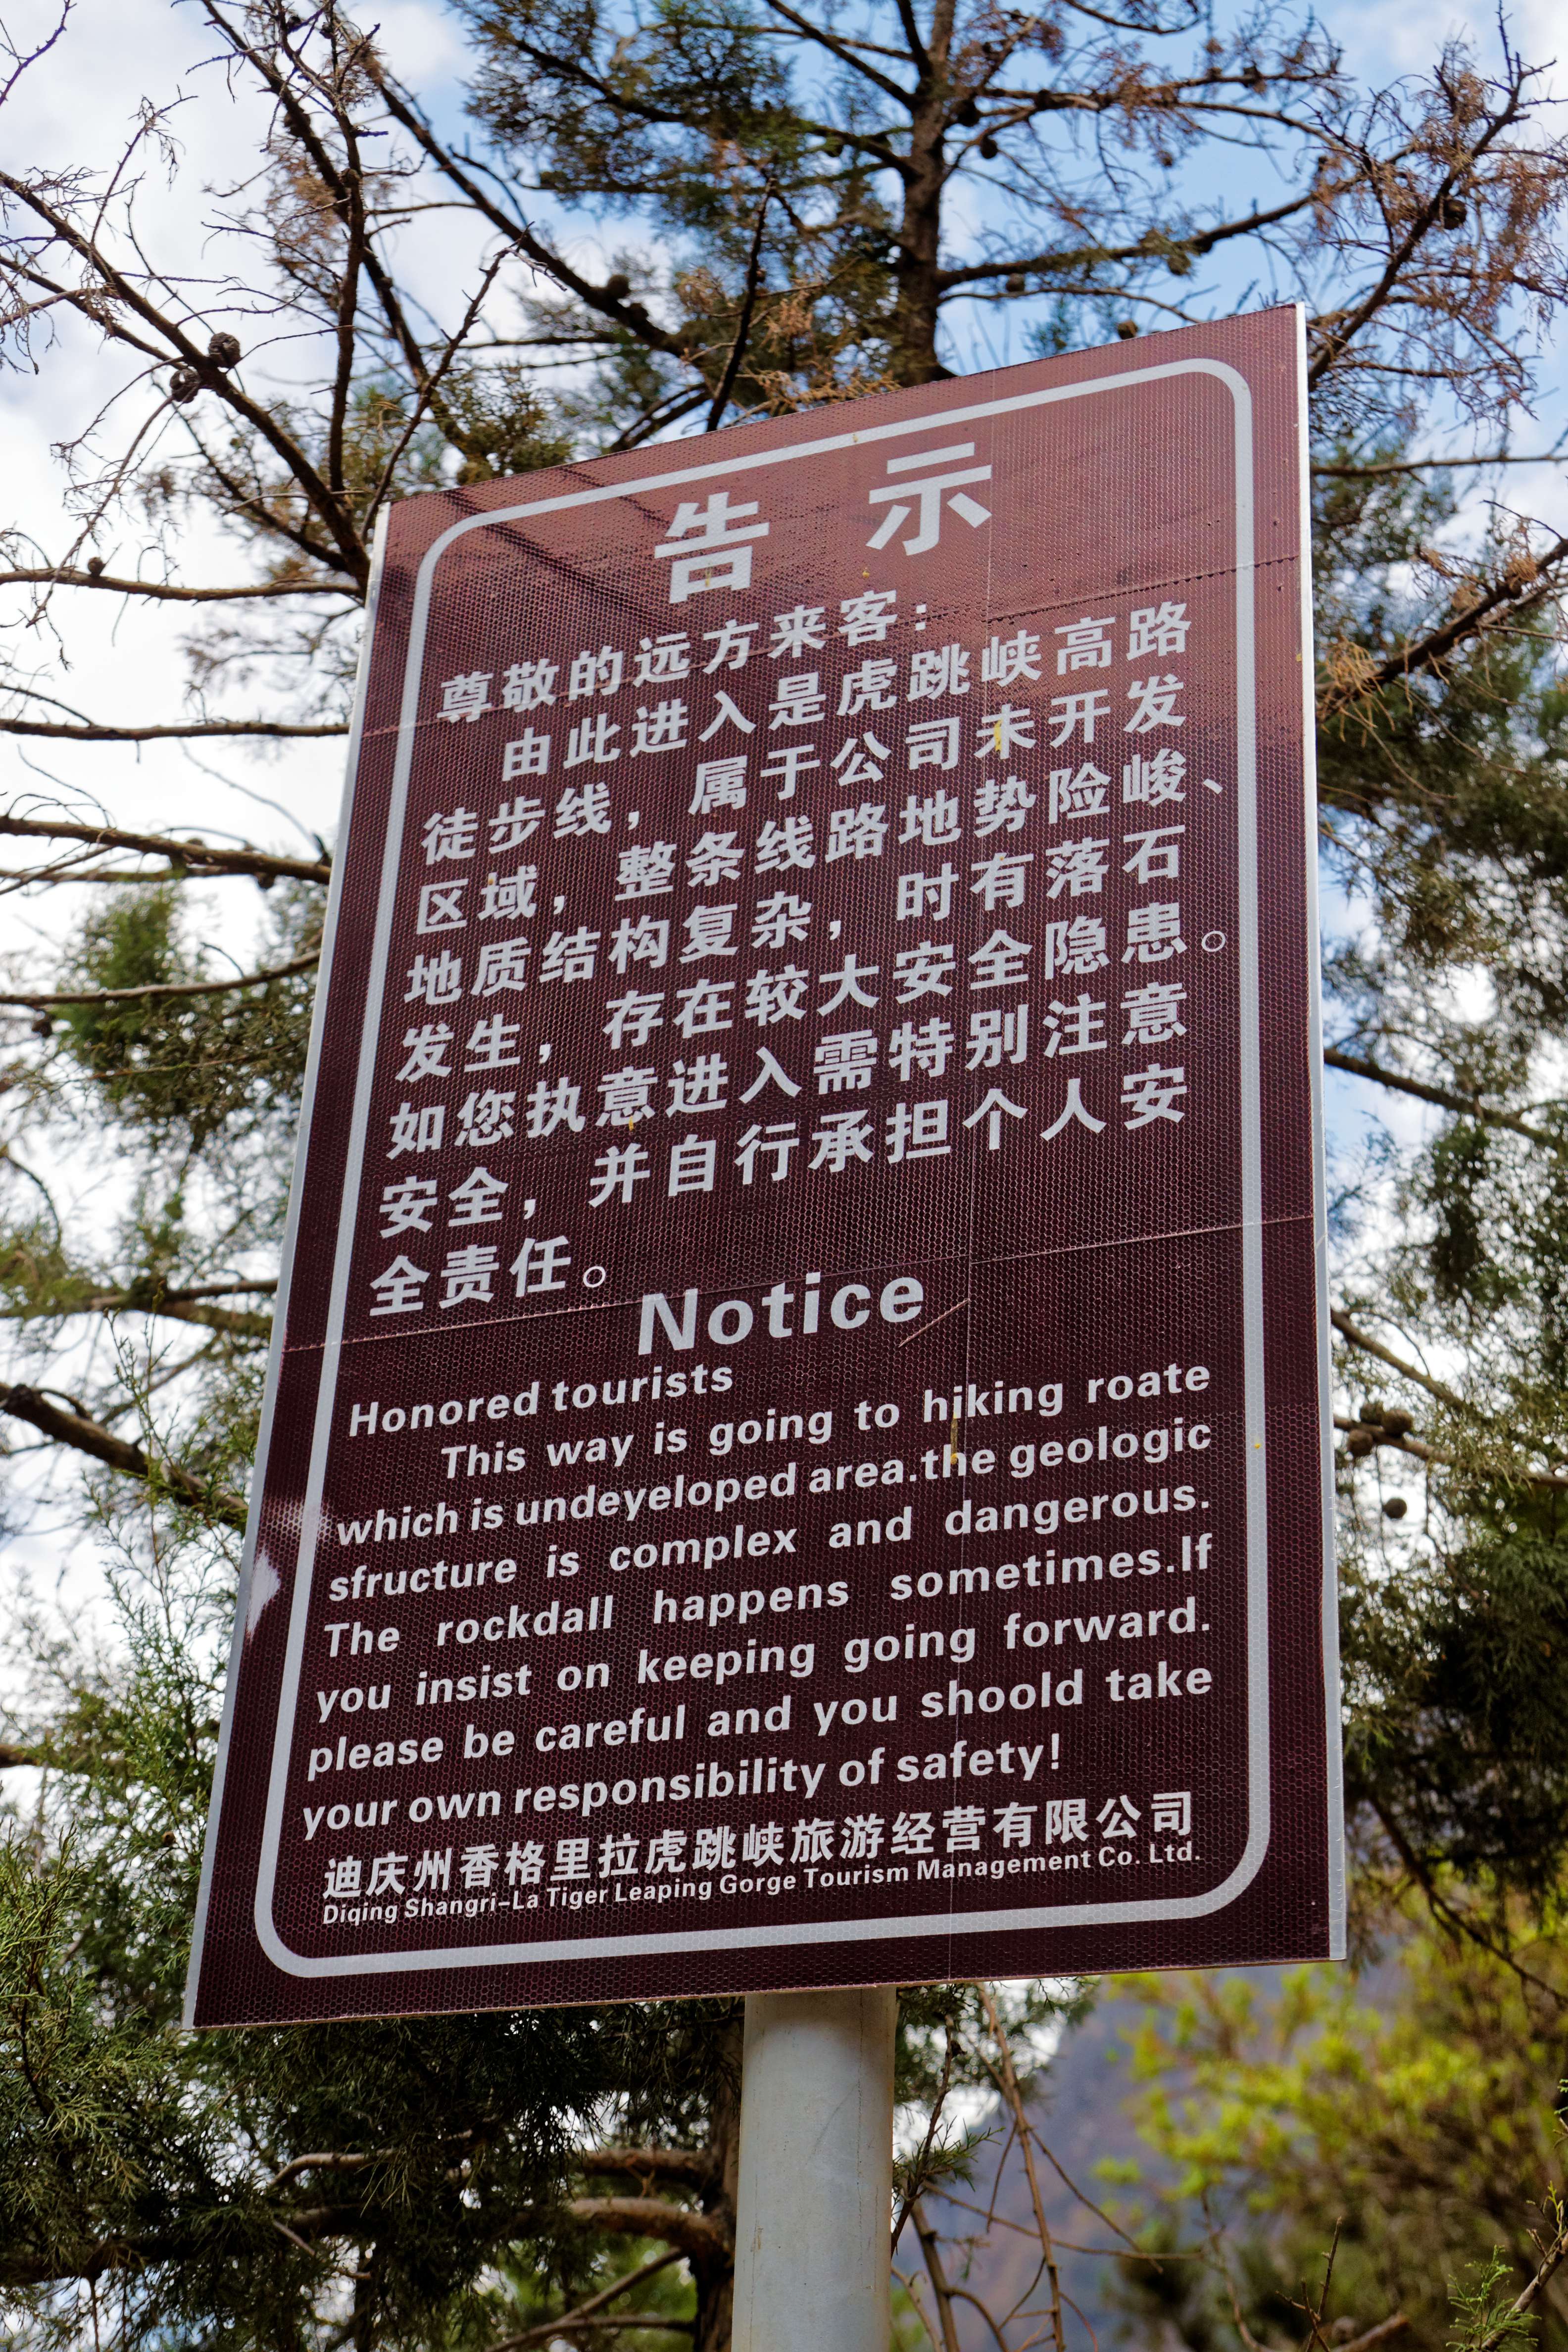 告示
尊敬的远方来客：
由此进入是虎跳峡高路
徒步线，属于公司未开发
区域，整条线路地势险峻、
地质结构复杂，时有落石
发生，存在较大安全隐患。
如您执意进入需特别注意
安全，并自行承担个人安
全责任。
Notice
Honored tourists
This way is going to hiking roate
which is undeyeloped area.the geologic
sfructure is complex and dangerous.
The rockdall happens sometimes.If
you insist on keeping going forward.
please be careful and you shoold take
your own responsibility of safety!
迪庆州香格里拉虎跳峡旅游经营有限公司
Diqing Shangri-La Tiger Leaping Gorge Tourism Management Co. Ltd.